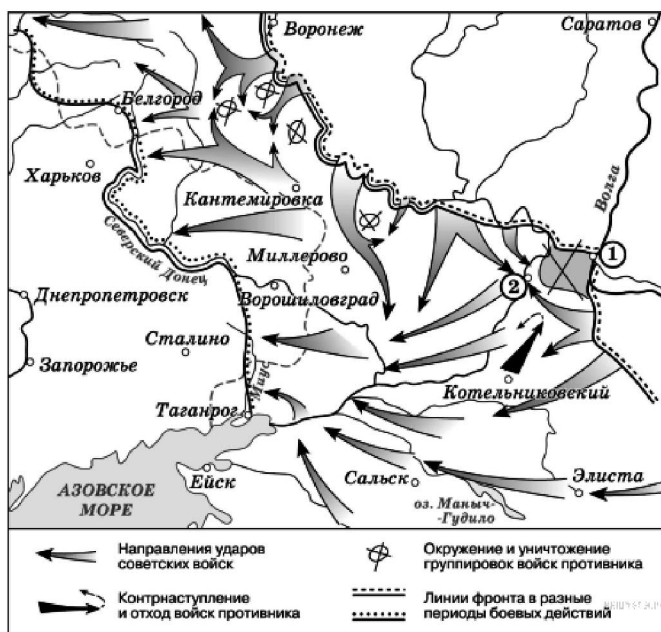 Воронеж
Саратов
Белгород
Харьков
Кантемировка
Волга
Северский Донец
Миллерово
1
2
Днепропетровск
Ворошиловград
Сталино
Запорожье
Миус
Котельниковский
Таганрог
АЗОВСКОЕ
МОРЕ
Ейск
Сальск
Элиста
оз. Маныч-
-Гудило
Направления ударов
советских войск
Окружение и уничтожение
группировок войск противника
Контрнаступление
и отход войск противника
Линии фронта в разные
периоды боевых действий